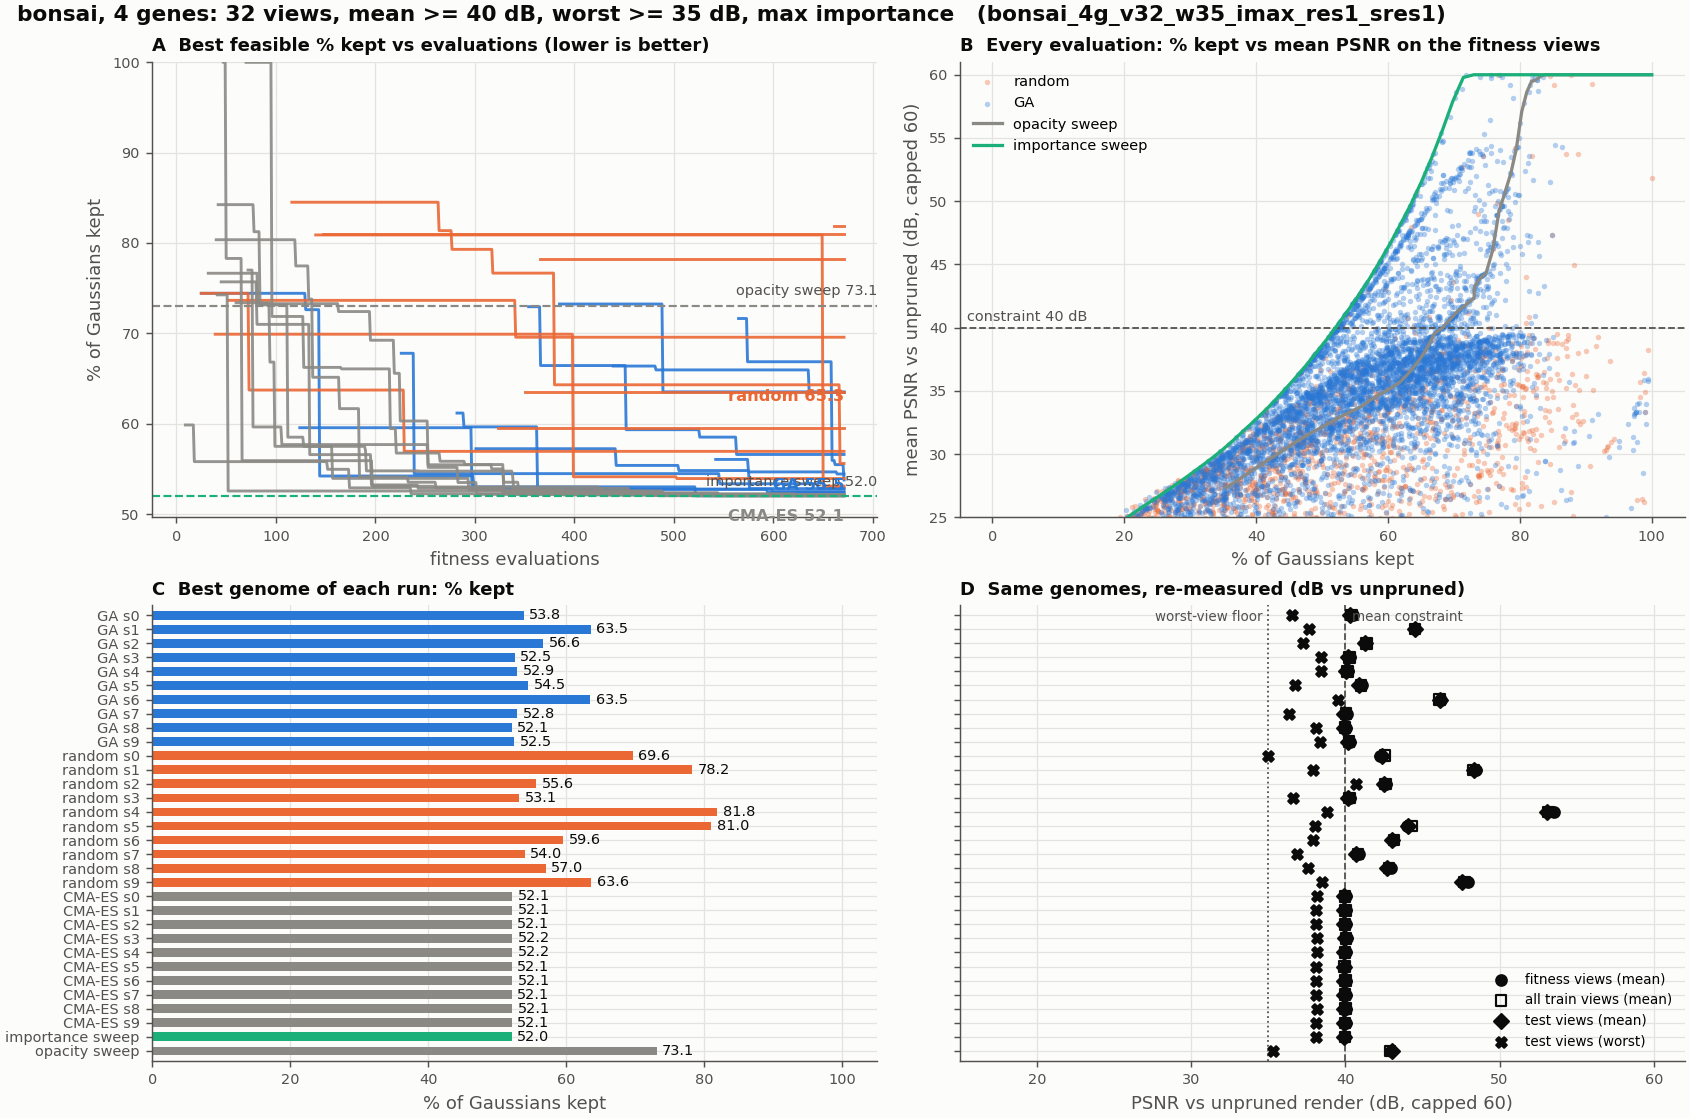 bonsai, 4 genes: 32 views, mean >= 40 dB, worst >= 35 dB, max importance (bonsai_4g_v32_w35_imax_res1_sres1)
A Best feasible % kept vs evaluations (lower is better)
100
90
80
70
60
50
% of Gaussians kept
opacity sweep 73.1
random 65.3
importance sweep 52.0
CMA-ES 52.1
0 100 200 300 400 500 600 700
fitness evaluations
B Every evaluation: % kept vs mean PSNR on the fitness views
random
GA
opacity sweep
importance sweep
constraint 40 dB
60
55
50
45
40
35
30
25
mean PSNR vs unpruned (dB, capped 60)
0 20 40 60 80 100
% of Gaussians kept
C Best genome of each run: % kept
GA s0 53.8
GA s1 63.5
GA s2 56.6
GA s3 52.5
GA s4 52.9
GA s5 54.5
GA s6 63.5
GA s7 52.8
GA s8 52.1
GA s9 52.5
random s0 69.6
random s1 78.2
random s2 55.6
random s3 53.1
random s4 81.8
random s5 81.0
random s6 59.6
random s7 54.0
random s8 57.0
random s9 63.6
CMA-ES s0 52.1
CMA-ES s1 52.1
CMA-ES s2 52.1
CMA-ES s3 52.2
CMA-ES s4 52.2
CMA-ES s5 52.1
CMA-ES s6 52.1
CMA-ES s7 52.1
CMA-ES s8 52.1
CMA-ES s9 52.1
importance sweep 52.0
opacity sweep 73.1
0 20 40 60 80 100
% of Gaussians kept
D Same genomes, re-measured (dB vs unpruned)
worst-view floor
mean constraint
fitness views (mean)
all train views (mean)
test views (mean)
test views (worst)
20 30 40 50 60
PSNR vs unpruned render (dB, capped 60)